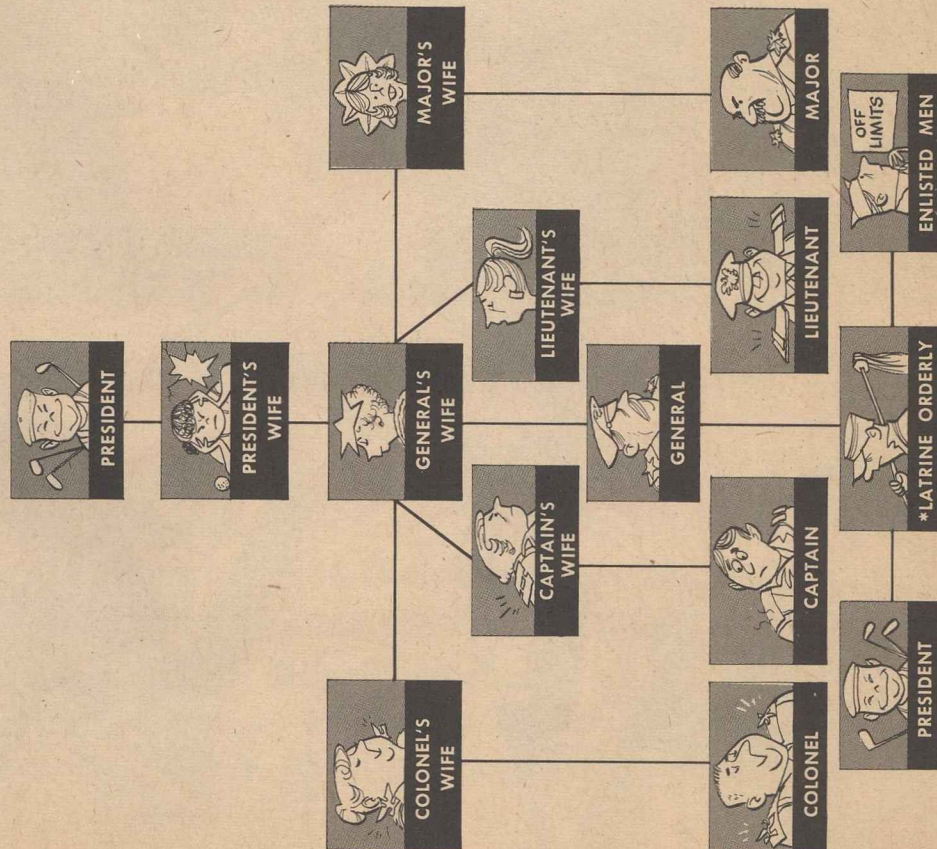 PRESIDENT
PRESIDENT'S
WIFE
GENERAL'S
WIFE
COLONEL'S
WIFE
MAJOR'S
WIFE
CAPTAIN'S
WIFE
LIEUTENANT'S
WIFE
GENERAL
COLONEL
CAPTAIN
LIEUTENANT
MAJOR
PRESIDENT
*LATRINE ORDERLY
ENLISTED MEN
OFF
LIMITS